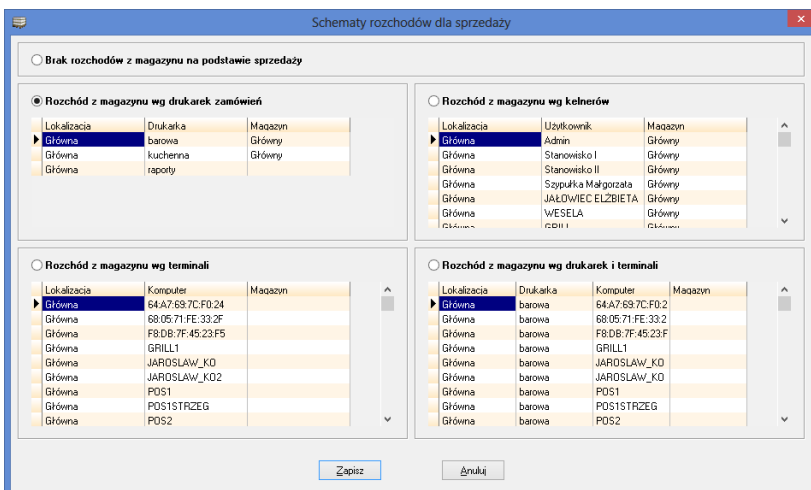 Schematy rozchodów dla sprzedaży
Brak rozchodów z magazynu na podstawie sprzedaży
Rozchód z magazynu wg drukarek zamówień
Lokalizacja Drukarka Magazyn
Główna barowa Główny
Główna kuchenna Główny
Główna raporty
Rozchód z magazynu wg kelnerów
Lokalizacja Użytkownik Magazyn
Główna Admin Główny
Główna Stanowisko I Główny
Główna Stanowisko II Główny
Główna Szypułka Małgorzata Główny
Główna JAŁOWIEC ELŻBIETA Główny
Główna WESELA Główny
Główna GRILL Główny
Rozchód z magazynu wg terminali
Lokalizacja Komputer Magazyn
Główna 64:A7:69:7C:F0:24
Główna 68:05:71:FE:33:2F
Główna F8:DB:7F:45:23:F5
Główna GRILL1
Główna JAROSLAW_KO
Główna JAROSLAW_KO2
Główna POS1
Główna POS1STRZEG
Główna POS2
Rozchód z magazynu wg drukarek i terminali
Lokalizacja Drukarka Komputer Magazyn
Główna barowa 64:A7:69:7C:F0:2
Główna barowa 68:05:71:FE:33:2
Główna barowa F8:DB:7F:45:23:F
Główna barowa GRILL1
Główna barowa JAROSLAW_KO
Główna barowa JAROSLAW_KO
Główna barowa POS1
Główna barowa POS1STRZEG
Główna barowa POS2
Zapisz Anuluj